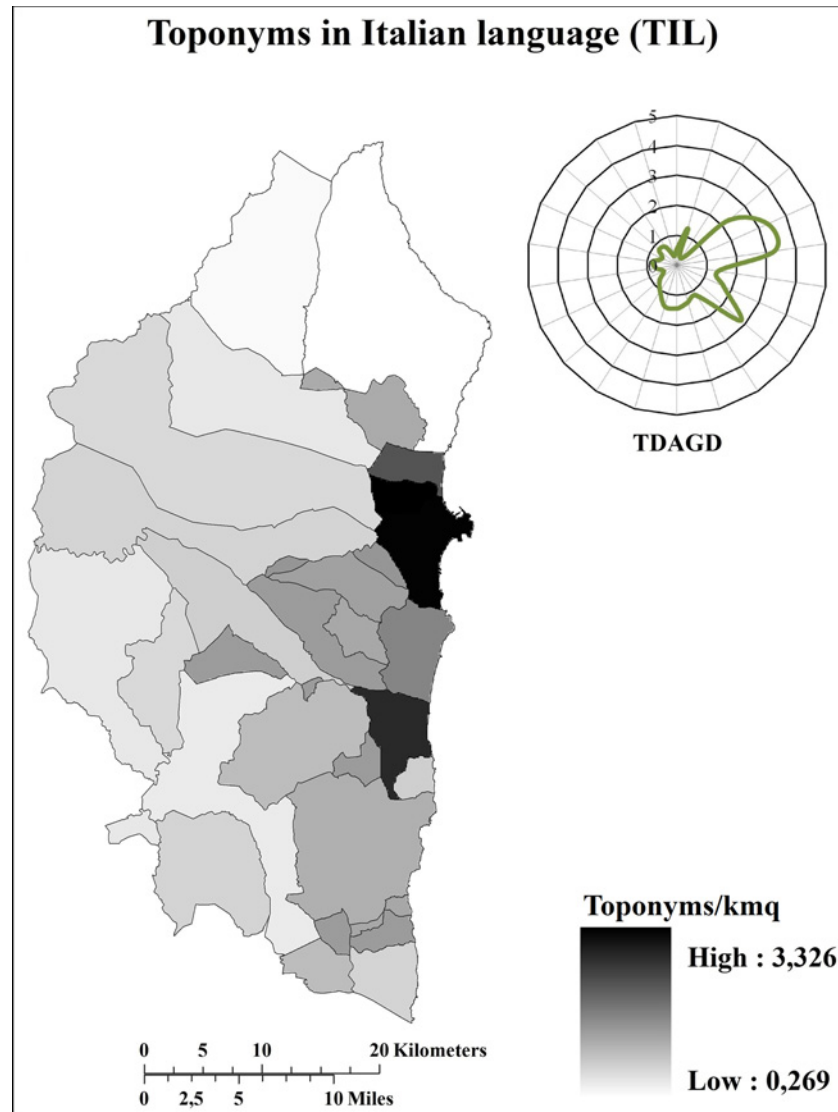 Toponyms in Italian language (TIL)
5
4
3
2
1
0
TDAGD
Toponyms/kmq
High : 3,326
Low : 0,269
0 5 10 20 Kilometers
0 2,5 5 10 Miles